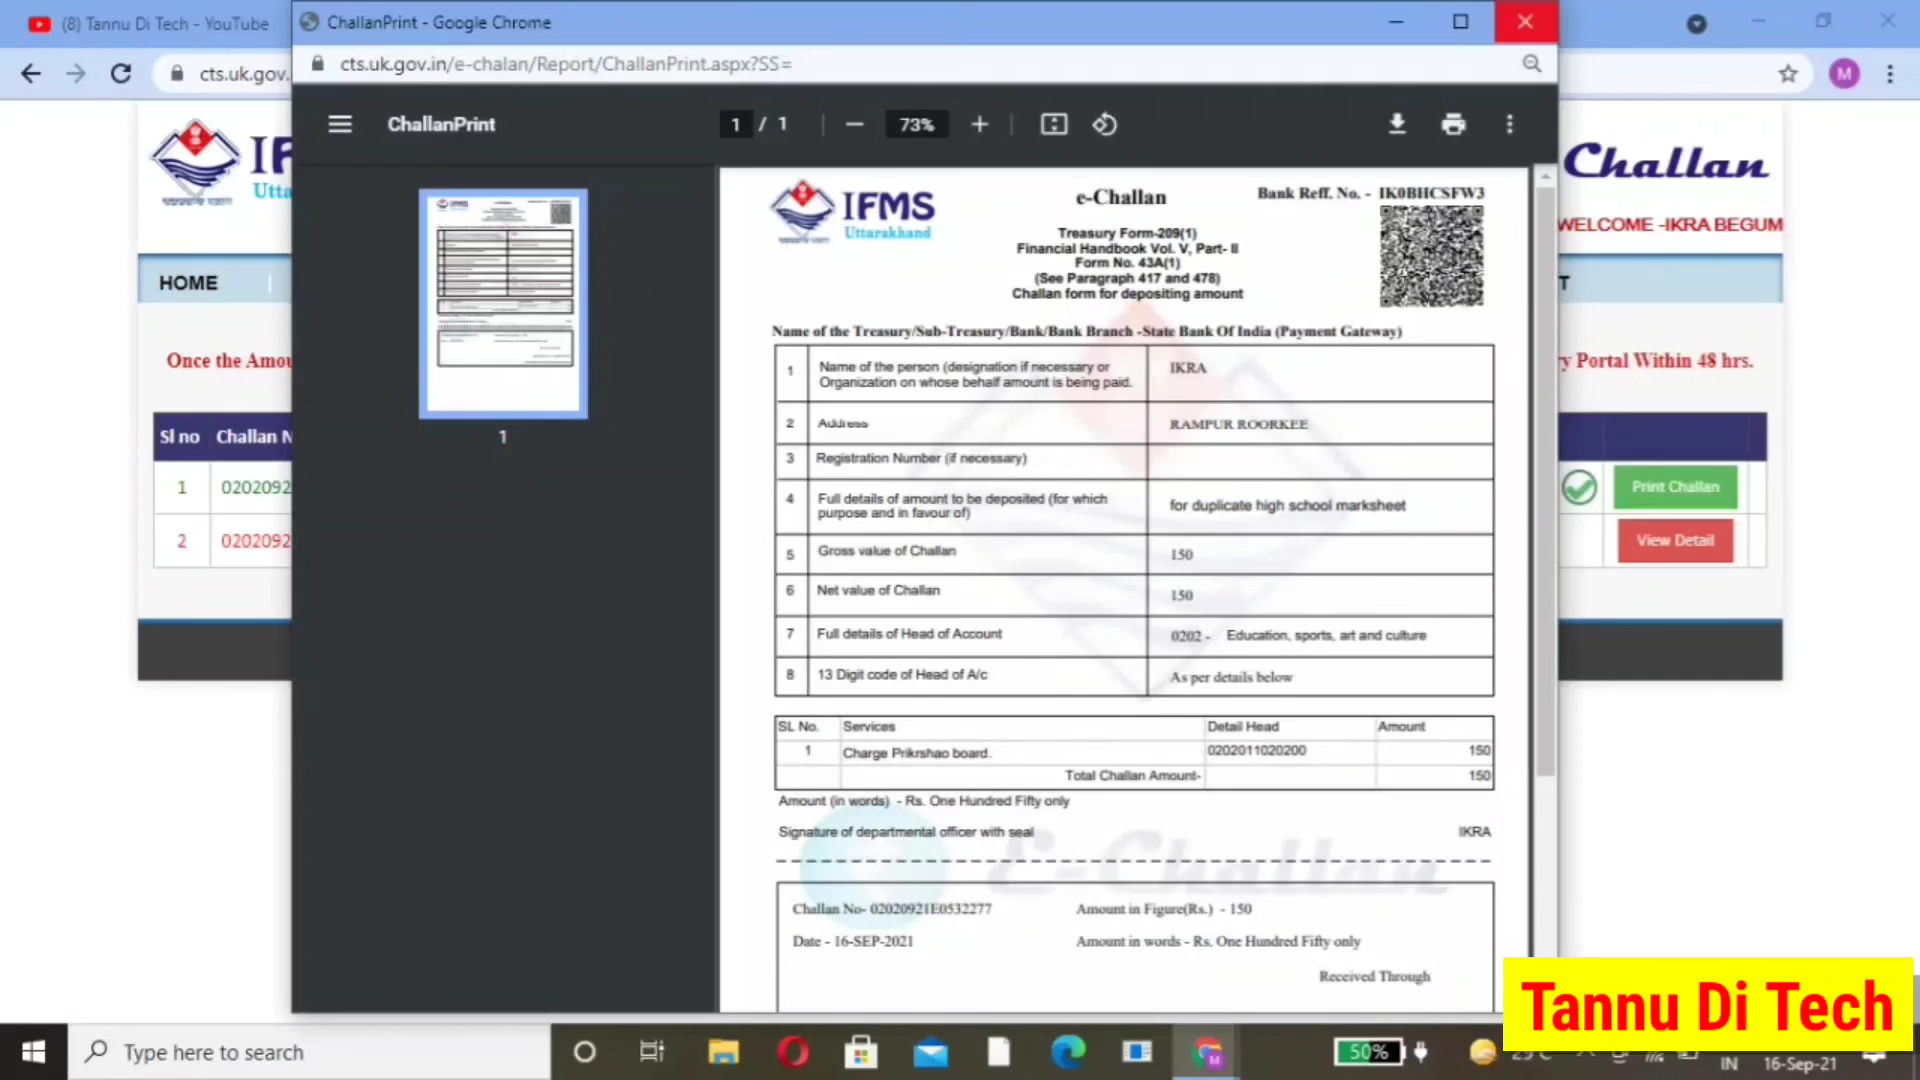 (8) Tannu Di Tech - YouTube
ChallanPrint - Google Chrome
cts.uk.gov.
cts.uk.gov.in/e-chalan/Report/ChallanPrint.aspx?SS=
M
ChallanPrint
1 / 1
73%
Uttarakhand
Challan
WELCOME -IKRA BEGUM
HOME
Once the Amou
y Portal Within 48 hrs.
Sl no Challan N
1 0202092
2 0202092
Print Challan
View Detail
1
IFMS
Uttarakhand
e-Challan
Bank Reff. No. - IK0BHCSFW3
Treasury Form-209(1)
Financial Handbook Vol. V, Part- II
Form No. 43A(1)
(See Paragraph 417 and 478)
Challan form for depositing amount
Name of the Treasury/Sub-Treasury/Bank/Bank Branch -State Bank Of India (Payment Gateway)
1 Name of the person (designation if necessary or
Organization on whose behalf amount is being paid.
IKRA
2 Address RAMPUR ROORKEE
3 Registration Number (if necessary)
4 Full details of amount to be deposited (for which
purpose and in favour of)
for duplicate high school marksheet
5 Gross value of Challan 150
6 Net value of Challan 150
7 Full details of Head of Account 0202 - Education, sports, art and culture
8 13 Digit code of Head of A/c As per details below
SL No. Services Detail Head Amount
1 Charge Prikrshao board. 0202011020200 150
Total Challan Amount- 150
Amount (in words) - Rs. One Hundred Fifty only
Signature of departmental officer with seal IKRA
E-Challan
Challan No- 02020921E0532277 Amount in Figure(Rs.) - 150
Date - 16-SEP-2021 Amount in words - Rs. One Hundred Fifty only
Received Through
Tannu Di Tech
Type here to search
50%
IN 16-Sep-21